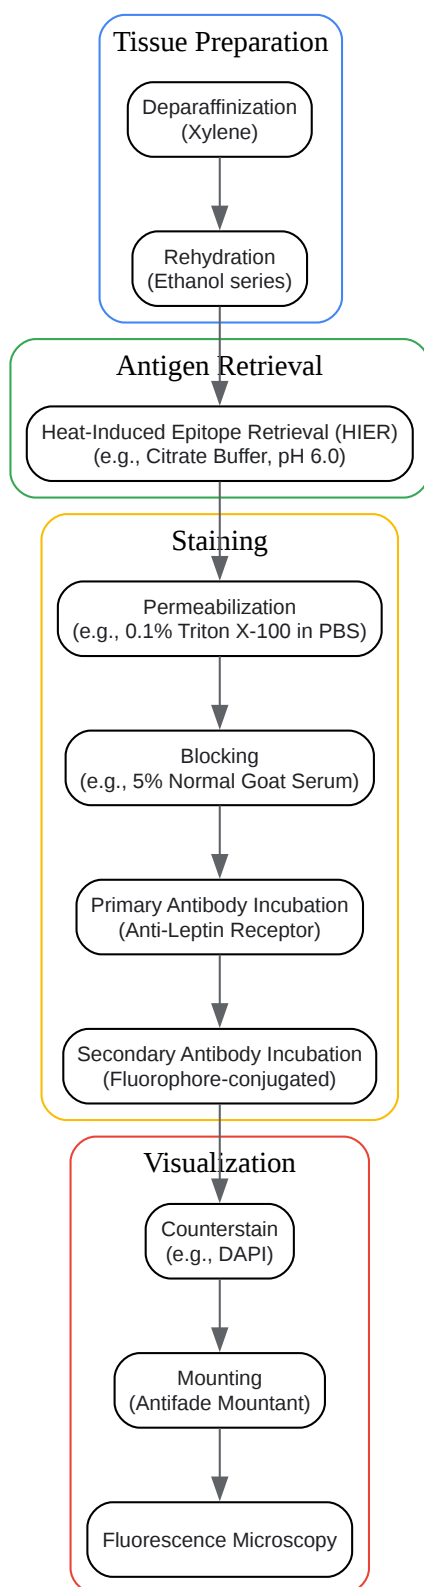 Tissue Preparation
Deparaffinization
(Xylene)
Rehydration
(Ethanol series)
Antigen Retrieval
Heat-Induced Epitope Retrieval (HIER)
(e.g., Citrate Buffer, pH 6.0)
Staining
Permeabilization
(e.g., 0.1% Triton X-100 in PBS)
Blocking
(e.g., 5% Normal Goat Serum)
Primary Antibody Incubation
(Anti-Leptin Receptor)
Secondary Antibody Incubation
(Fluorophore-conjugated)
Visualization
Counterstain
(e.g., DAPI)
Mounting
(Antifade Mountant)
Fluorescence Microscopy